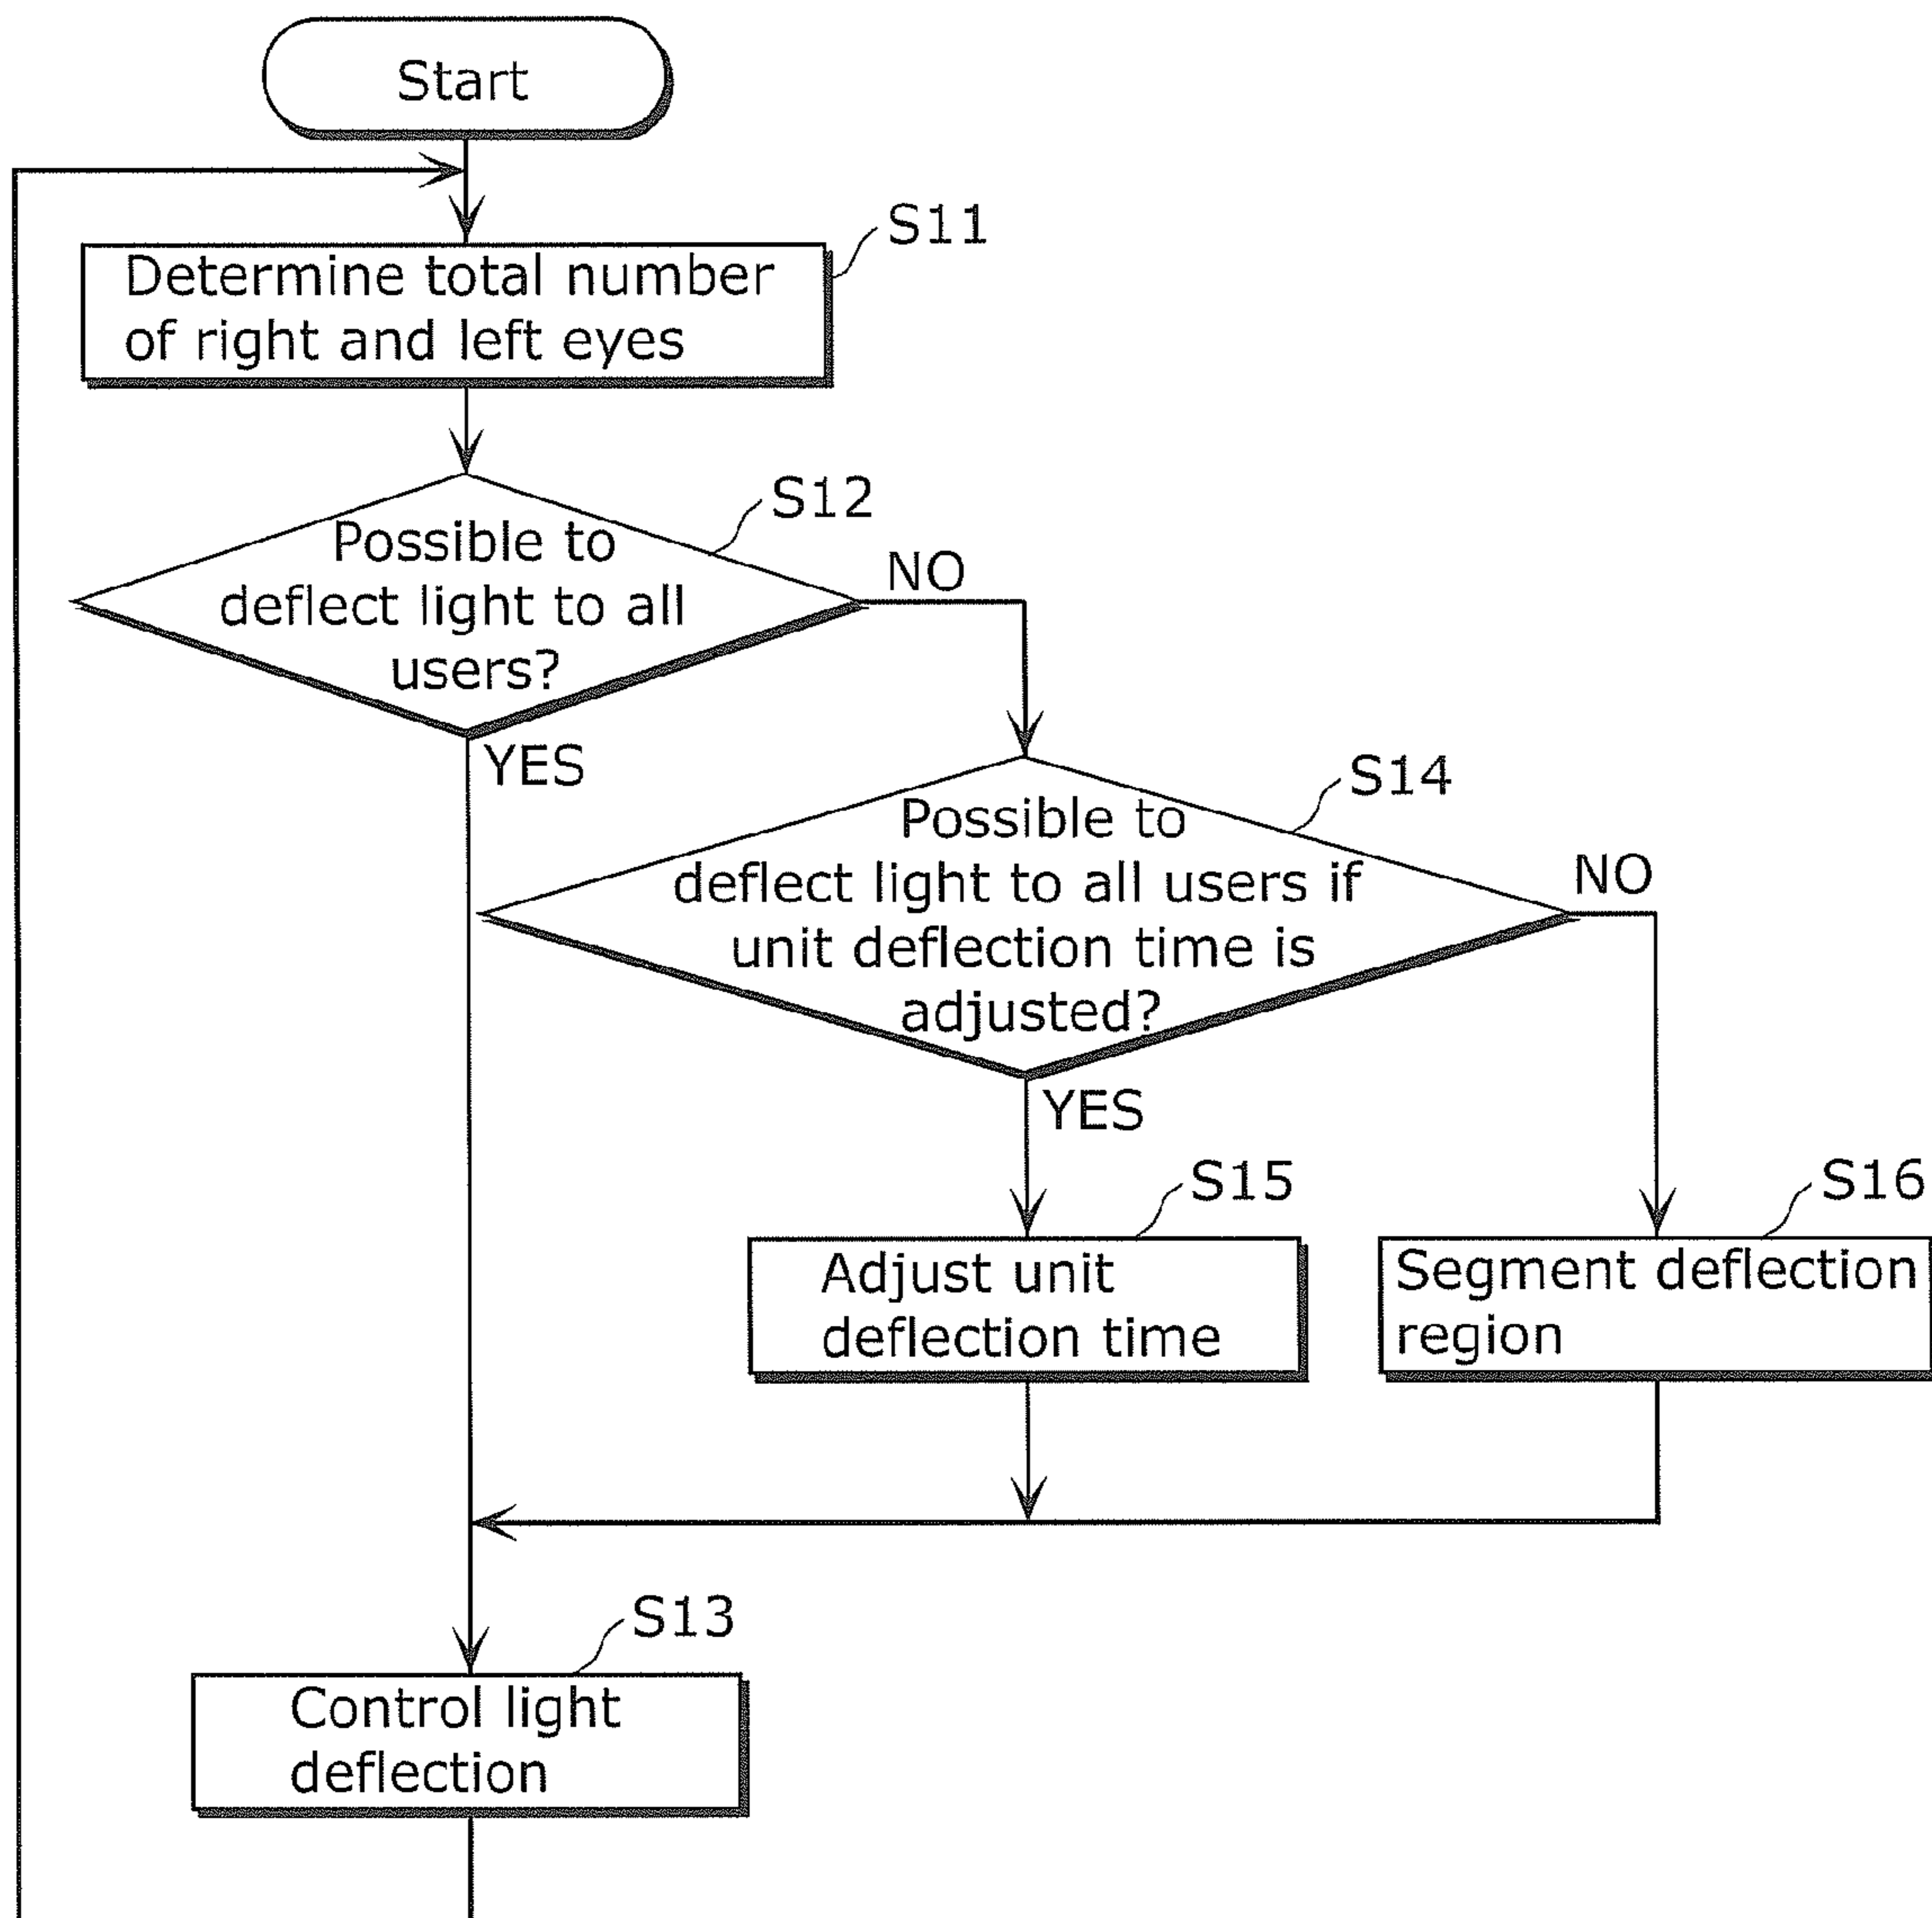 Start
S11
Determine total number
of right and left eyes
S12
Possible to
deflect light to all
users?
NO
YES
S14
Possible to
deflect light to all users if
unit deflection time is
adjusted?
NO
YES
S15
Adjust unit
deflection time
S16
Segment deflection
region
S13
Control light
deflection